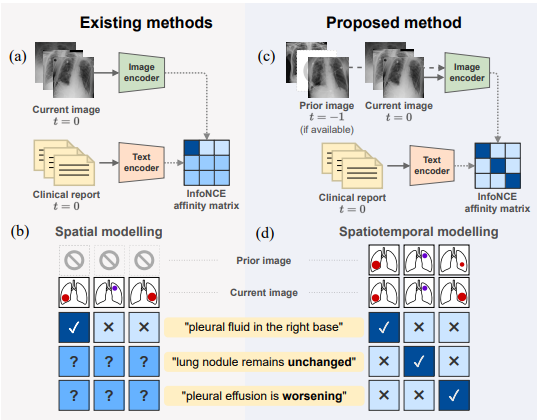 Existing methods
Proposed method
(a)
Image
encoder
Current image
t = 0
Text
encoder
Clinical report
t = 0
InfoNCE
affinity matrix
(c)
Image
encoder
Prior image
t = −1
(if available)
Current image
t = 0
Text
encoder
Clinical report
t = 0
InfoNCE
affinity matrix
(b)
Spatial modelling
(d)
Spatiotemporal modelling
Prior image
Current image
✓ ✕ ✕
"pleural fluid in the right base"
✓ ✕ ✕
? ? ?
"lung nodule remains unchanged"
✕ ✓ ✕
? ? ?
"pleural effusion is worsening"
✕ ✕ ✓